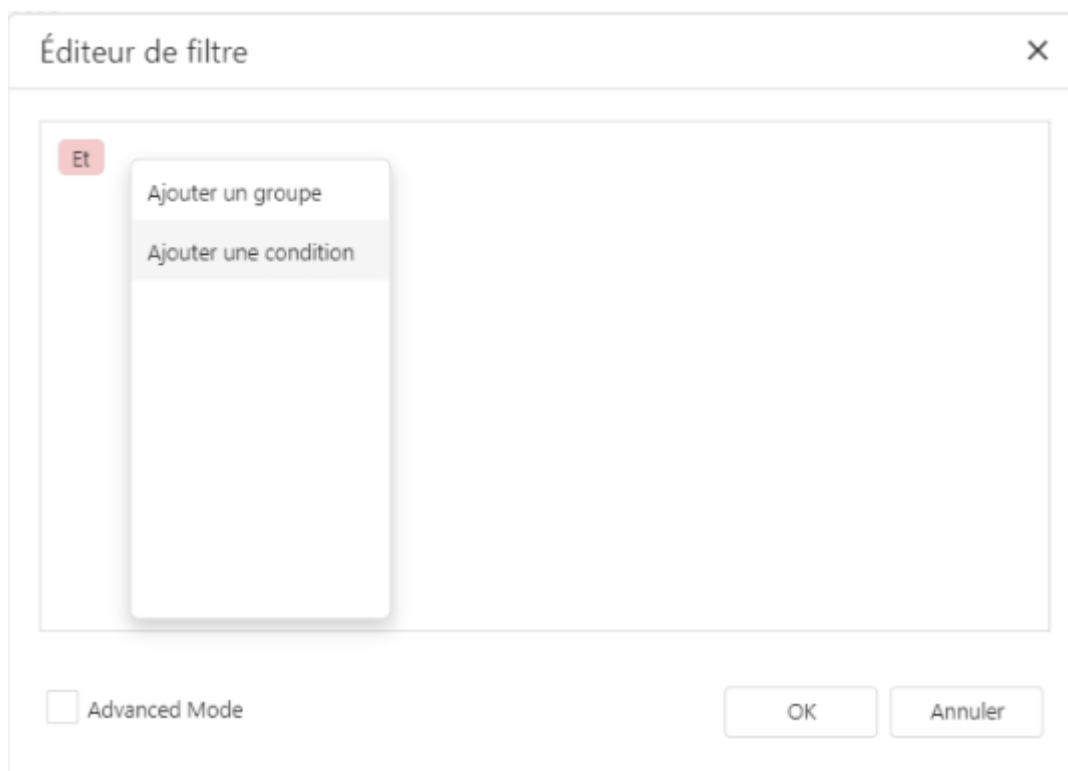 Éditeur de filtre
Et
Ajouter un groupe
Ajouter une condition
Advanced Mode
OK
Annuler